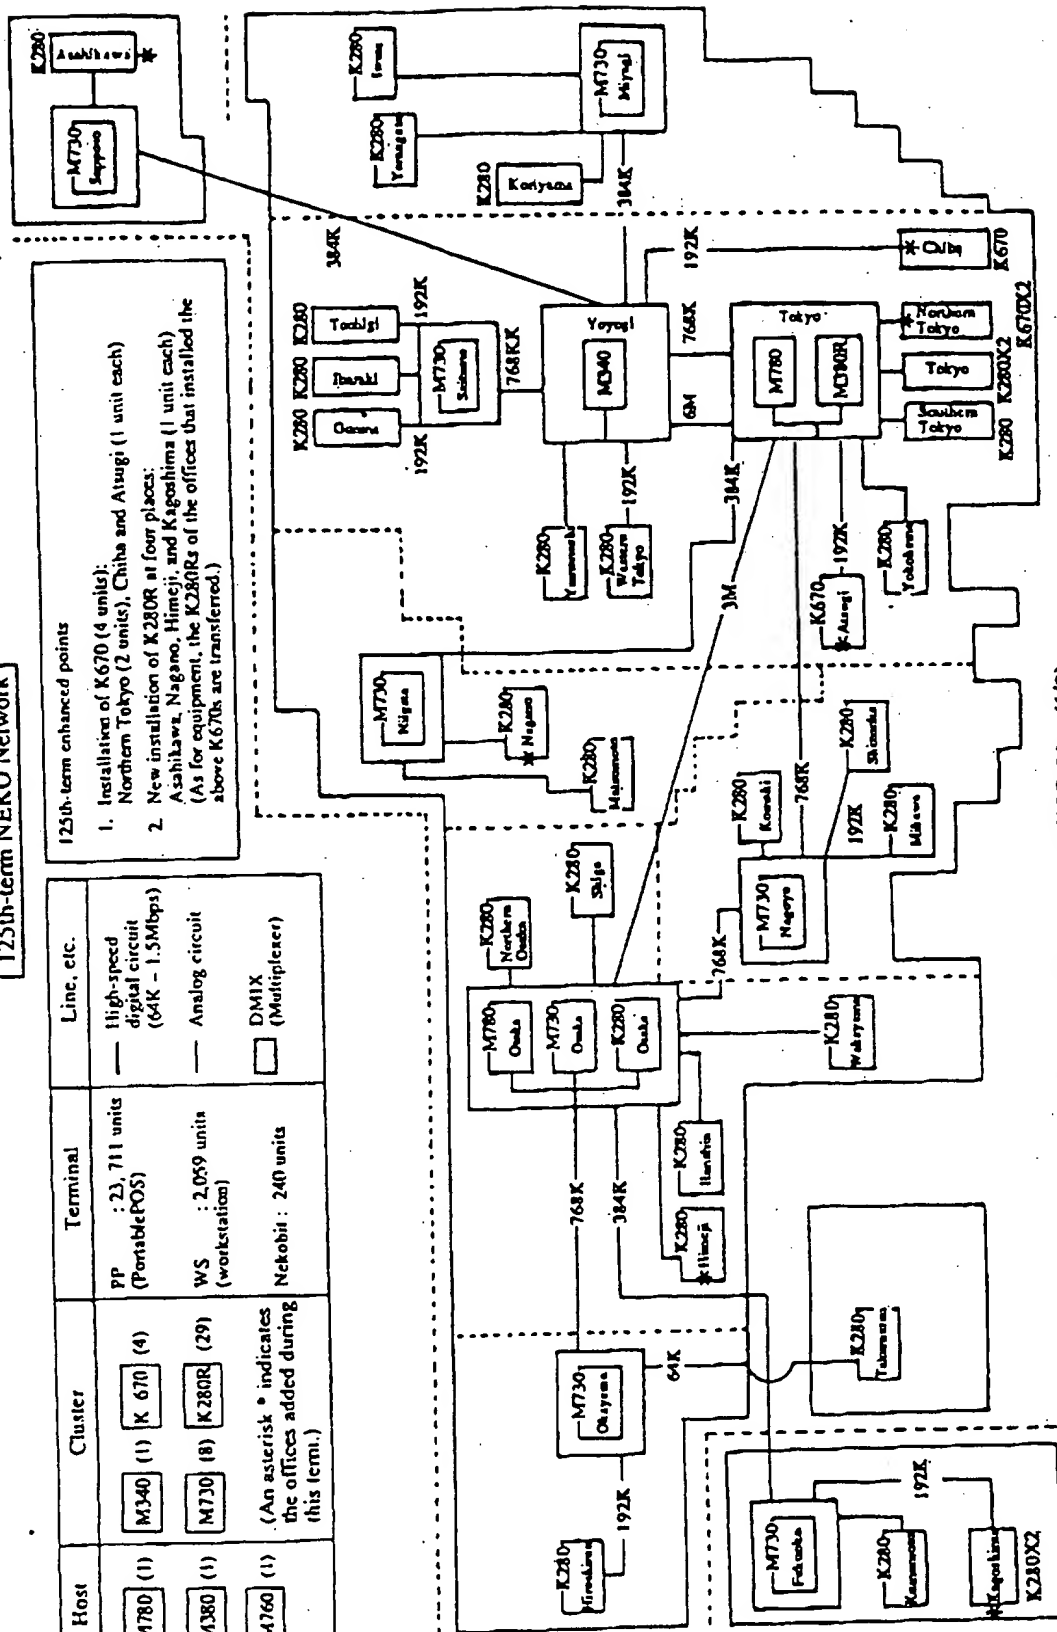 125th-term NEKO Network
125th-term enhanced points
1. Installation of K670 (4 units):
Northern Tokyo (2 units), Chiba and Atsugi (1 unit each)
2. New installation of K280R at four places:
Asahikawa, Nagano, Himeji, and Kagoshima (1 unit each)
(As for equipment, the K280Rs of the offices that installed the
above K670s are transferred.)
Host
M780 (1)
M380 (1)
M760 (1)
Cluster
M340 (1) K 670 (4)
M730 (8) K280R (29)
(An asterisk * indicates
the offices added during
this term.)
Terminal
PP : 23, 711 units
(PortablePOS)
WS : 2,059 units
(workstation)
Nekobit : 240 units
Line, etc.
High-speed
digital circuit
(64K – 1.5Mbps)
Analog circuit
DMIX
(Multiplexer)
K280
Asahikawa
*
M730
Sapporo
K280
K280
Yamagata
M730
Miyagi
K280
Koriyama
384K
384K
K280
Tochigi
K280
Ibaraki
K280
192K
192K
M730
Saitama
768KK
Yoyogi
M340
192K
* Chiba
K670
768K
6M
Tokyo
M780
M380R
* Northern
Tokyo
K670X2
Tokyo
K280X2
Southern
Tokyo
K280
K280
Yamanashi
K280
Western
Tokyo
192K
384K
3M
K670
* Atsugi
192K
K280
Yokohama
M730
Niigata
K280
* Nagano
K280
Matsumoto
768K
K280
K280
Shizuoka
192K
K280
Mikawa
M730
Nagoya
768K
K280
Northern
Osaka
K280
Shiga
M780
Osaka
M730
Osaka
K280
Osaka
K280
Wakayama
K280
Hanshin
K280
* Himeji
768K
384K
M730
Okayama
64K
192K
K280
Hiroshima
K280
Takamatsu
M730
Fukuoka
K280
192K
* Kagoshima
K280X2